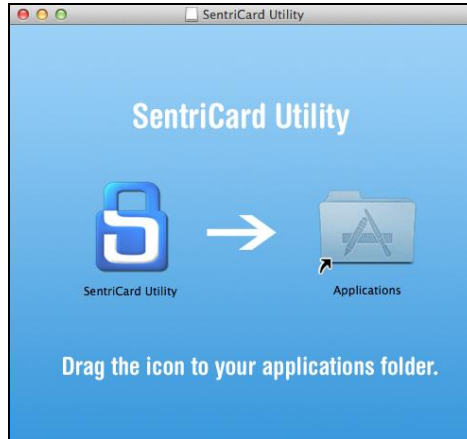 SentriCard Utility
SentriCard Utility
SentriCard Utility
Applications
Drag the icon to your applications folder.